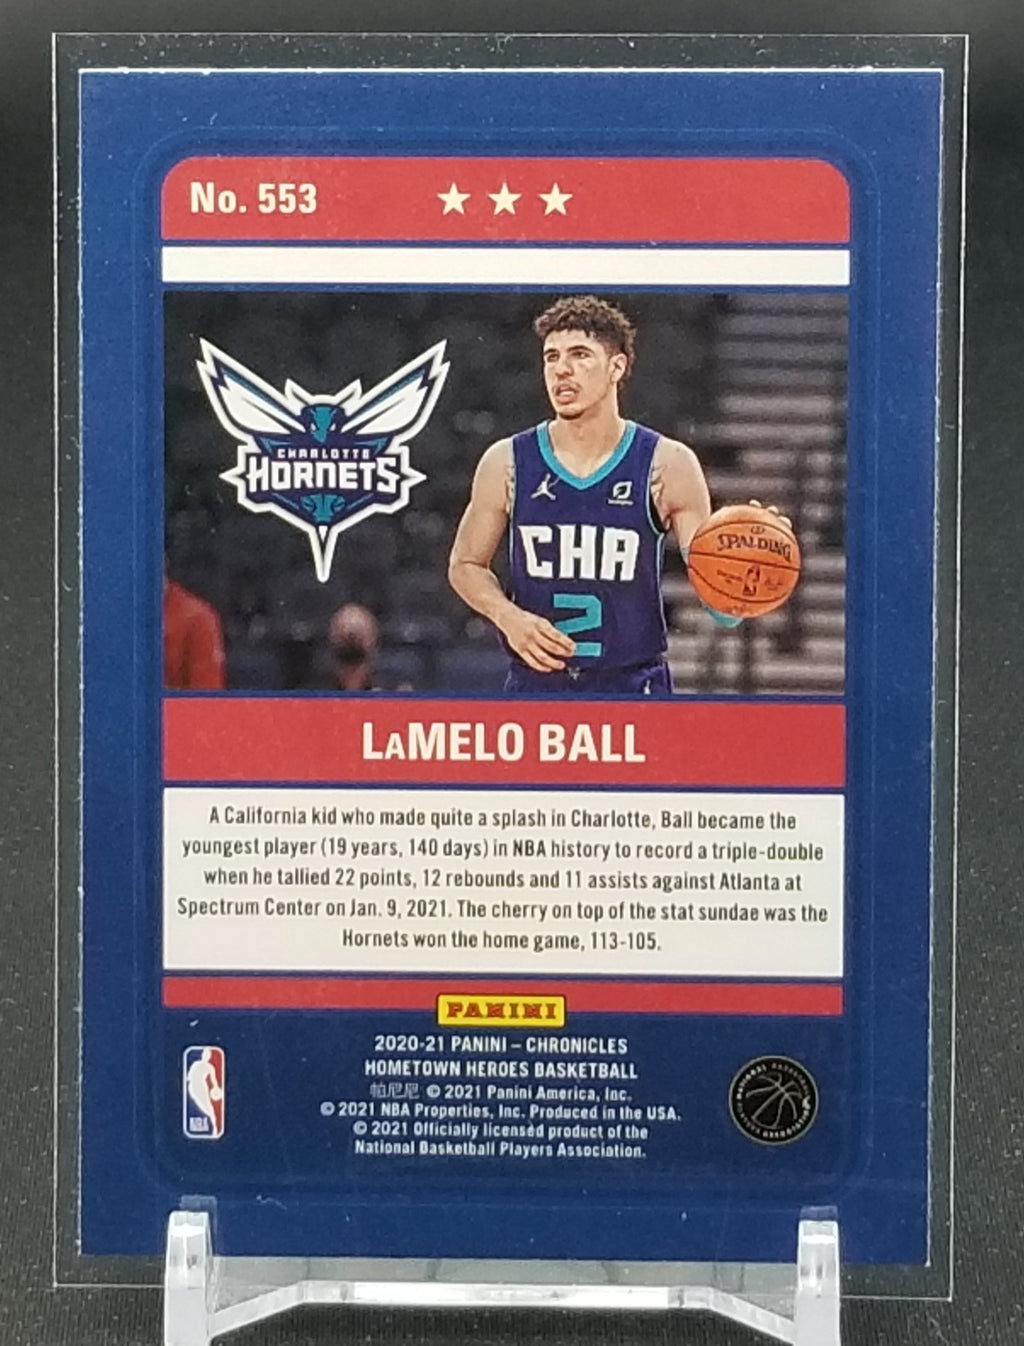 No. 553
CHARLOTTE
HORNETS
SPALDING
CHA
2
LaMELO BALL
A California kid who made quite a splash in Charlotte, Ball became the
youngest player (19 years, 140 days) in NBA history to record a triple-double
when he tallied 22 points, 12 rebounds and 11 assists against Atlanta at
Spectrum Center on Jan. 9, 2021. The cherry on top of the stat sundae was the
Hornets won the home game, 113-105.
PANINI
2020-21 PANINI – CHRONICLES
HOMETOWN HEROES BASKETBALL
帕尼尼 © 2021 Panini America, Inc.
© 2021 NBA Properties, Inc. Produced in the USA.
© 2021 Officially licensed product of the
National Basketball Players Association.
NBA